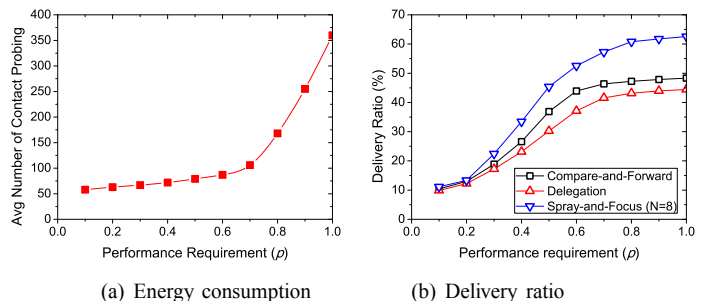 400
350
300
250
200
150
100
50
0
0.0 0.2 0.4 0.6 0.8 1.0
Avg Number of Contact Probing
Performance Requirement (p)
(a) Energy consumption
70
60
50
40
30
20
10
0
0.0 0.2 0.4 0.6 0.8 1.0
Delivery Ratio (%)
Compare-and-Forward
Delegation
Spray-and-Focus (N=8)
Performance requirement (p)
(b) Delivery ratio